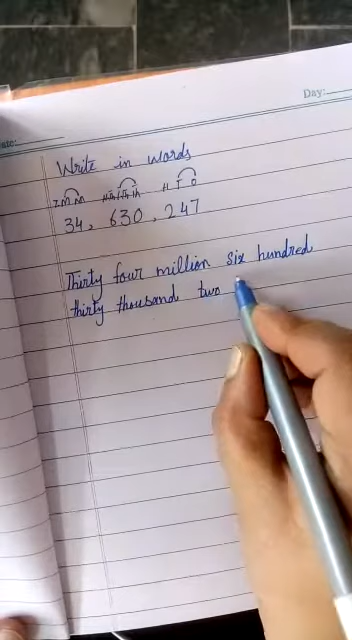 Date:
Day:
Write in words
TM M HTh TTh Th H T O
34, 630, 247
Thirty four million six hundred
thirty thousand two